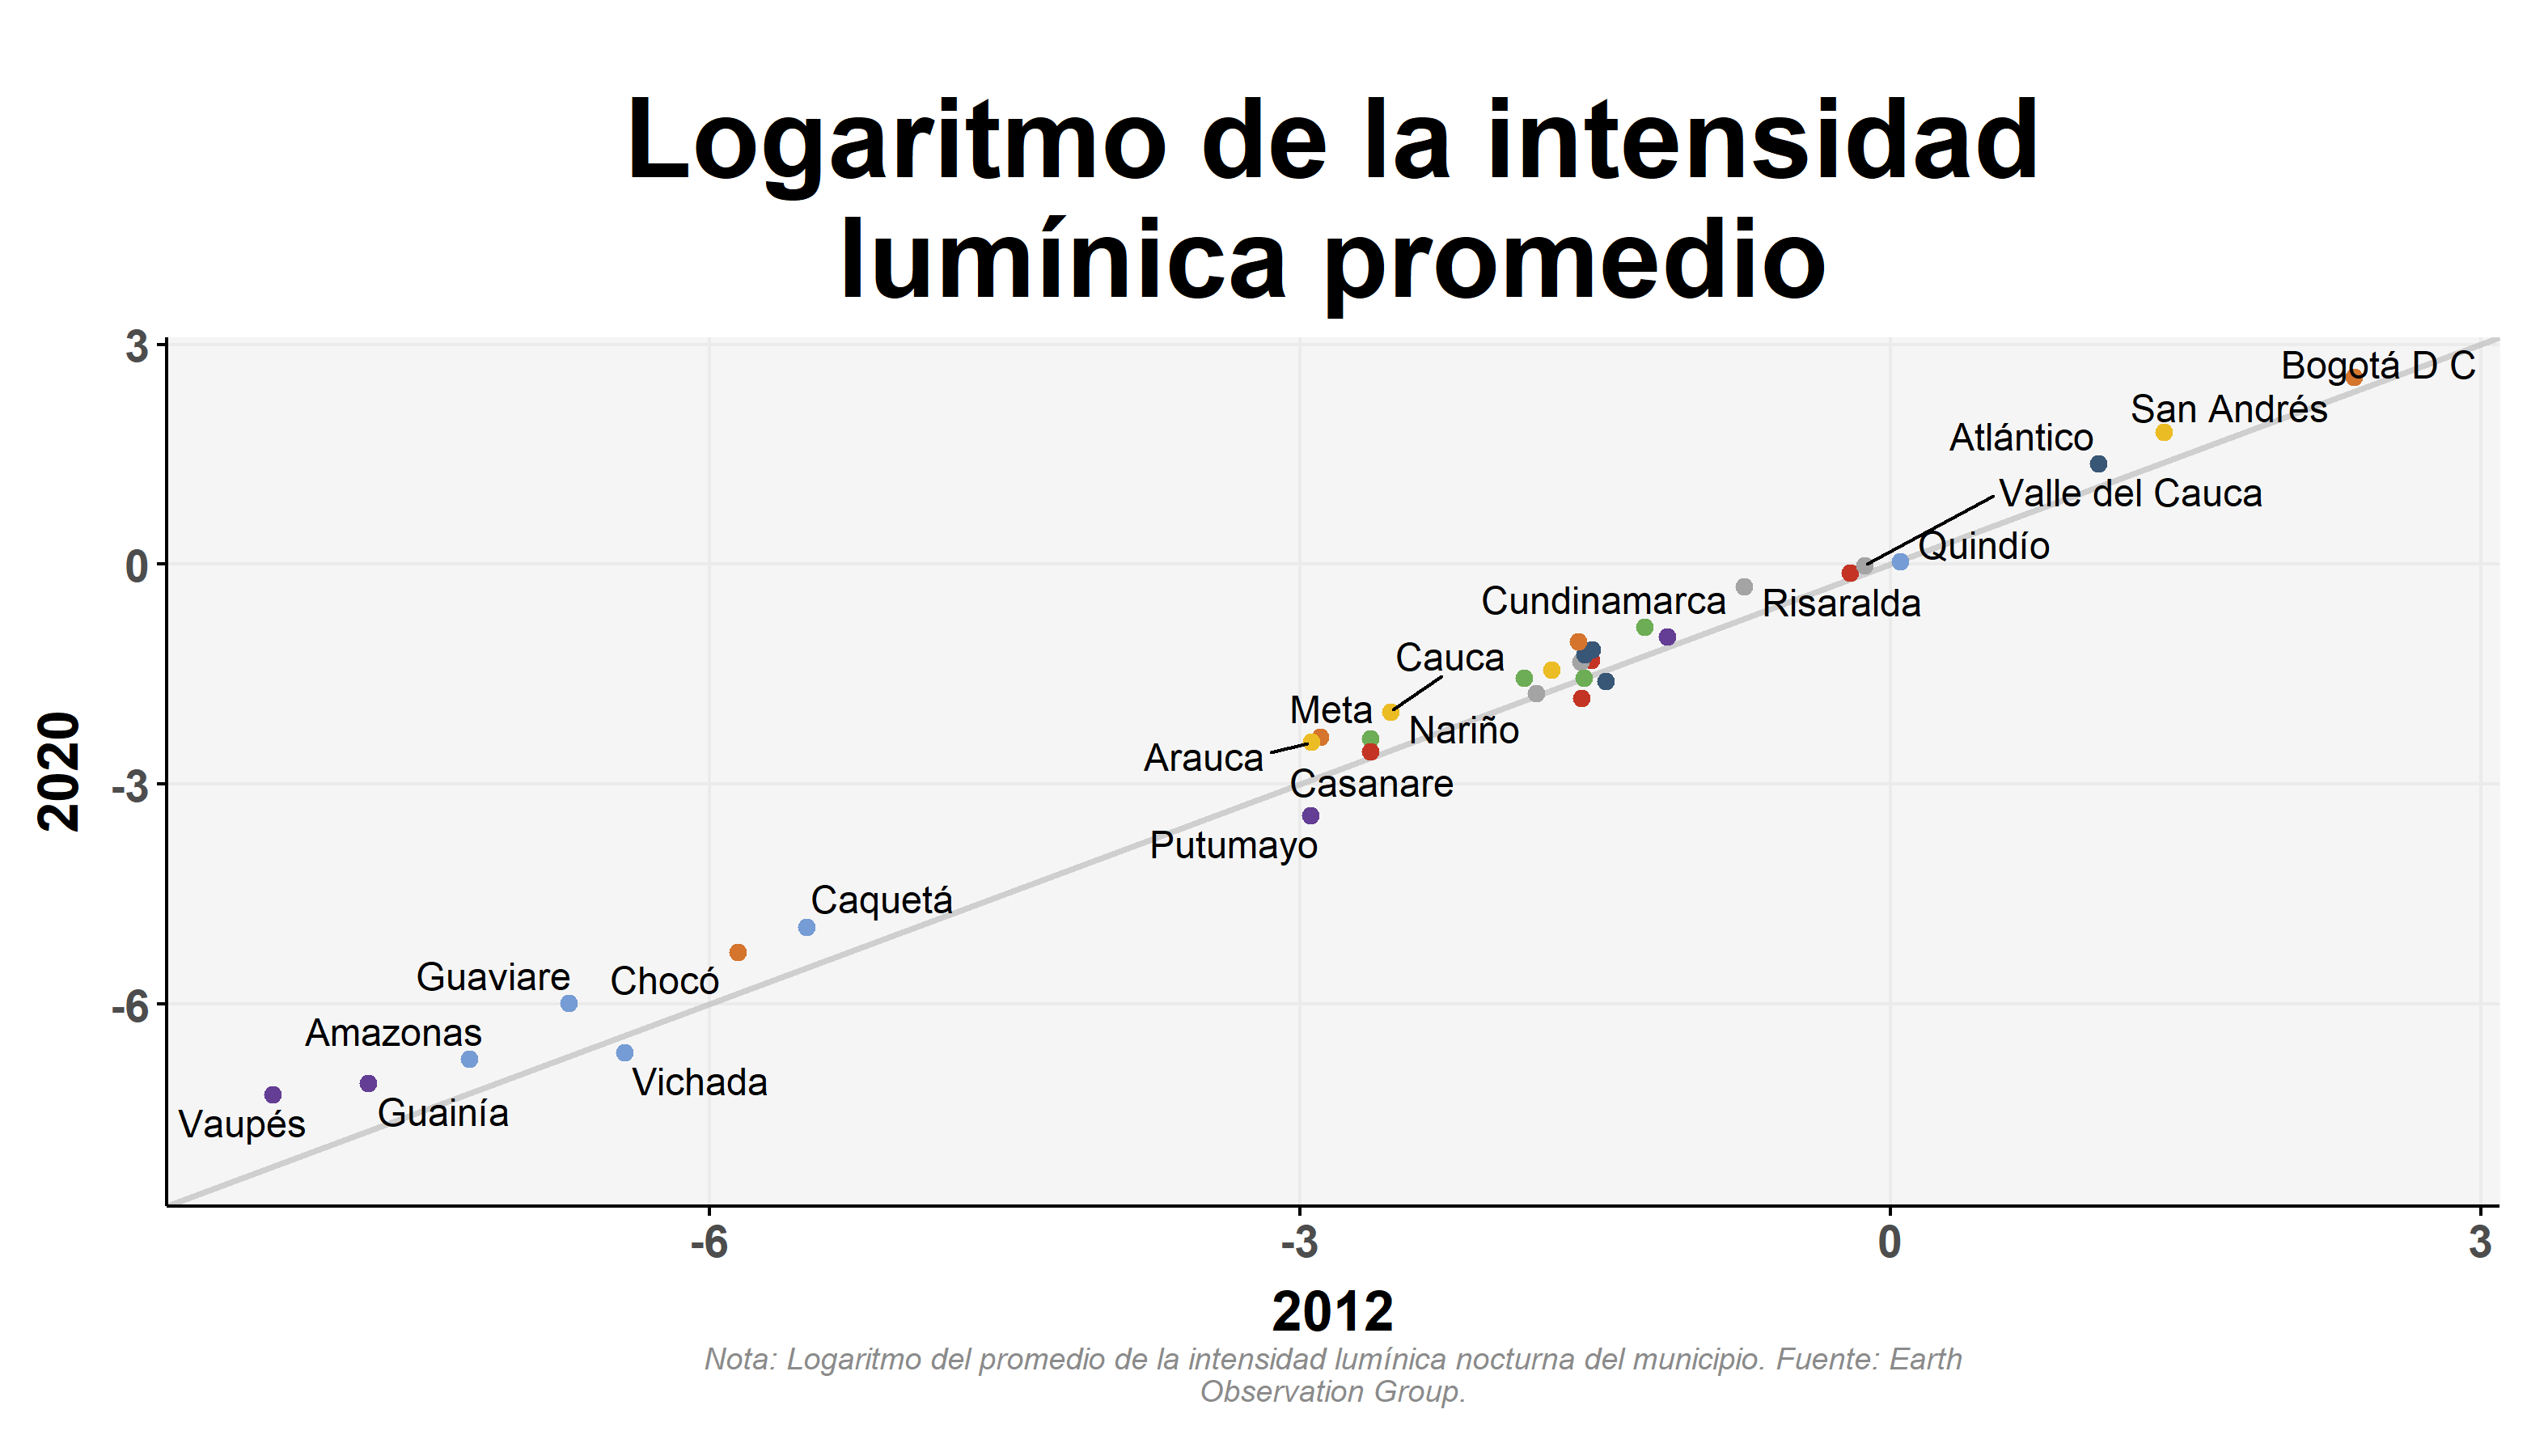 Logaritmo de la intensidad
lumínica promedio
3
0
-3
-6
2020
Bogotá D C
San Andrés
Atlántico
Valle del Cauca
Quindío
Cundinamarca
Risaralda
Cauca
Meta
Nariño
Arauca
Casanare
Putumayo
Caquetá
Guaviare
Chocó
Amazonas
Vichada
Guainía
Vaupés
-6
-3
0
3
2012
Nota: Logaritmo del promedio de la intensidad lumínica nocturna del municipio. Fuente: Earth
Observation Group.